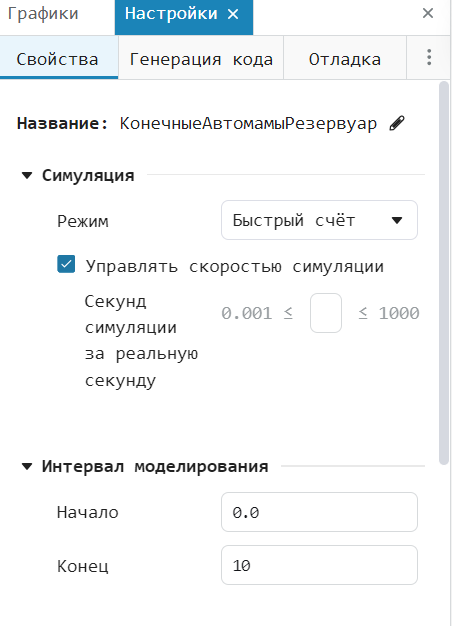 Графики Настройки × ×
Свойства Генерация кода Отладка
Название: КонечныеАвтомамыРезервуар
Симуляция
Режим Быстрый счёт
Управлять скоростью симуляции
Секунд
симуляции
за реальную
секунду
0.001 ≤ ≤ 1000
Интервал моделирования
Начало 0.0
Конец 10